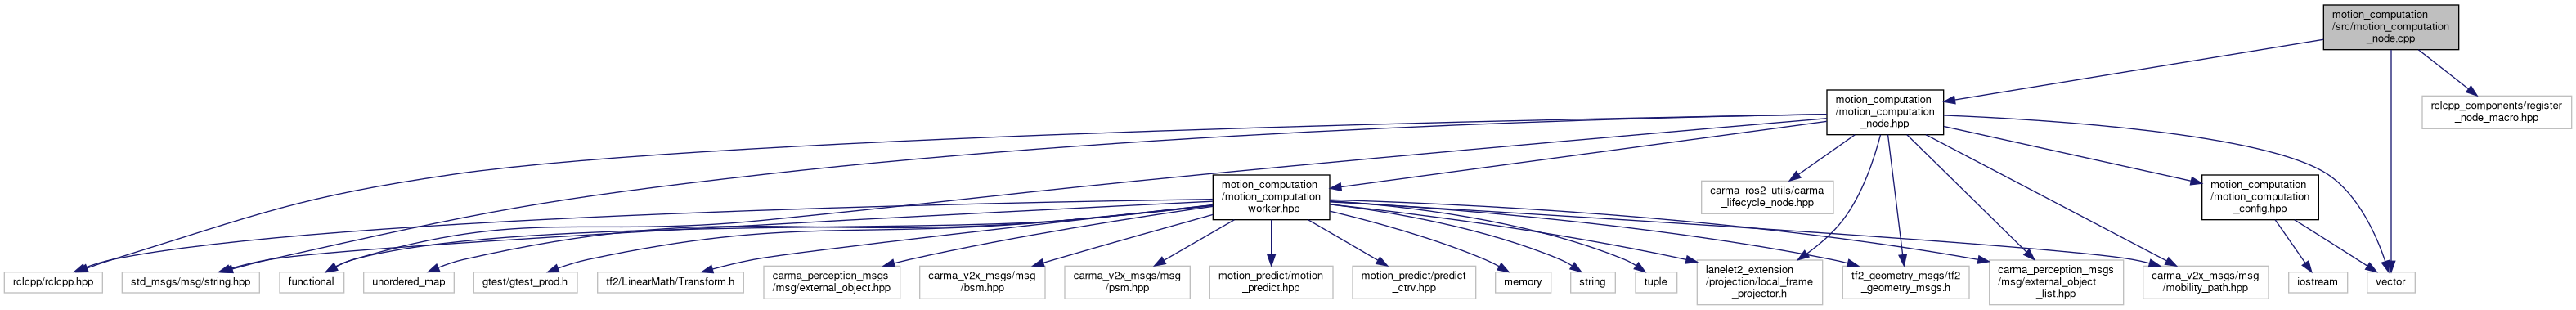 motion_computation
/src/motion_computation
_node.cpp
motion_computation
/motion_computation
_node.hpp
rclcpp_components/register
_node_macro.hpp
motion_computation
/motion_computation
_worker.hpp
carma_ros2_utils/carma
_lifecycle_node.hpp
motion_computation
/motion_computation
_config.hpp
rclcpp/rclcpp.hpp
std_msgs/msg/string.hpp
functional
unordered_map
gtest/gtest_prod.h
tf2/LinearMath/Transform.h
carma_perception_msgs
/msg/external_object.hpp
carma_v2x_msgs/msg
/bsm.hpp
carma_v2x_msgs/msg
/psm.hpp
motion_predict/motion
_predict.hpp
motion_predict/predict
_ctrv.hpp
memory
string
tuple
lanelet2_extension
/projection/local_frame
_projector.h
tf2_geometry_msgs/tf2
_geometry_msgs.h
carma_perception_msgs
/msg/external_object
_list.hpp
carma_v2x_msgs/msg
/mobility_path.hpp
iostream
vector